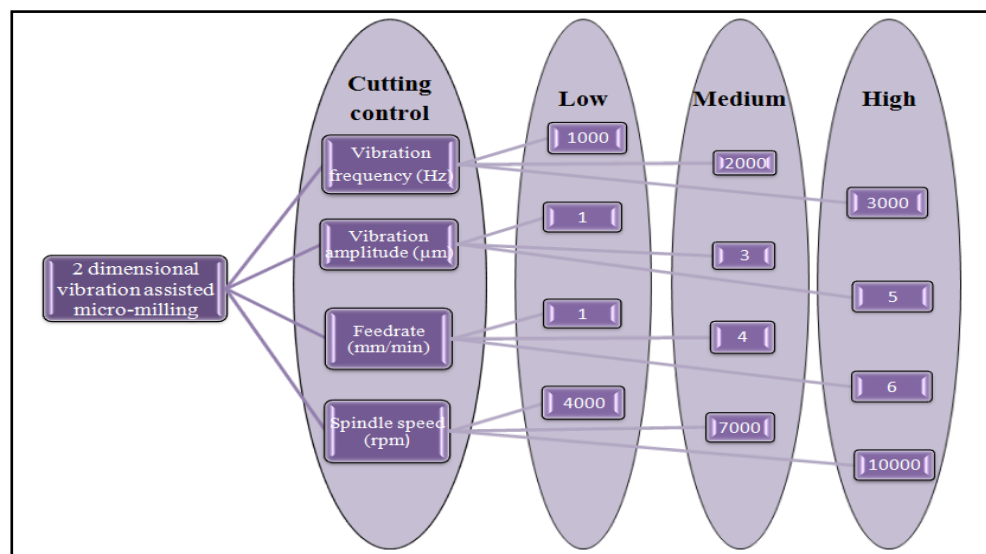 Cutting
control
Low
Medium
High
Vibration
frequency (Hz)
1000
2000
3000
Vibration
amplitude (µm)
1
3
5
2 dimensional
vibration assisted
micro-milling
Feedrate
(mm/min)
1
4
6
Spindle speed
(rpm)
4000
7000
10000